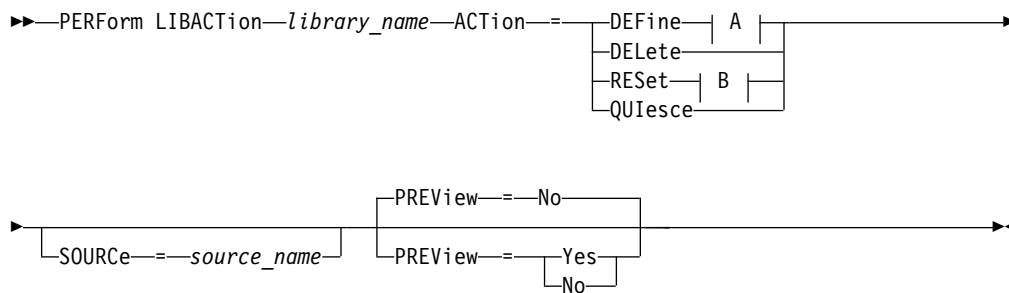 PERForm LIBACTion library_name ACTion = DEFine A
DELete
RESet B
QUIesce
PREView = No
SOURCe = source_name PREView = Yes
No